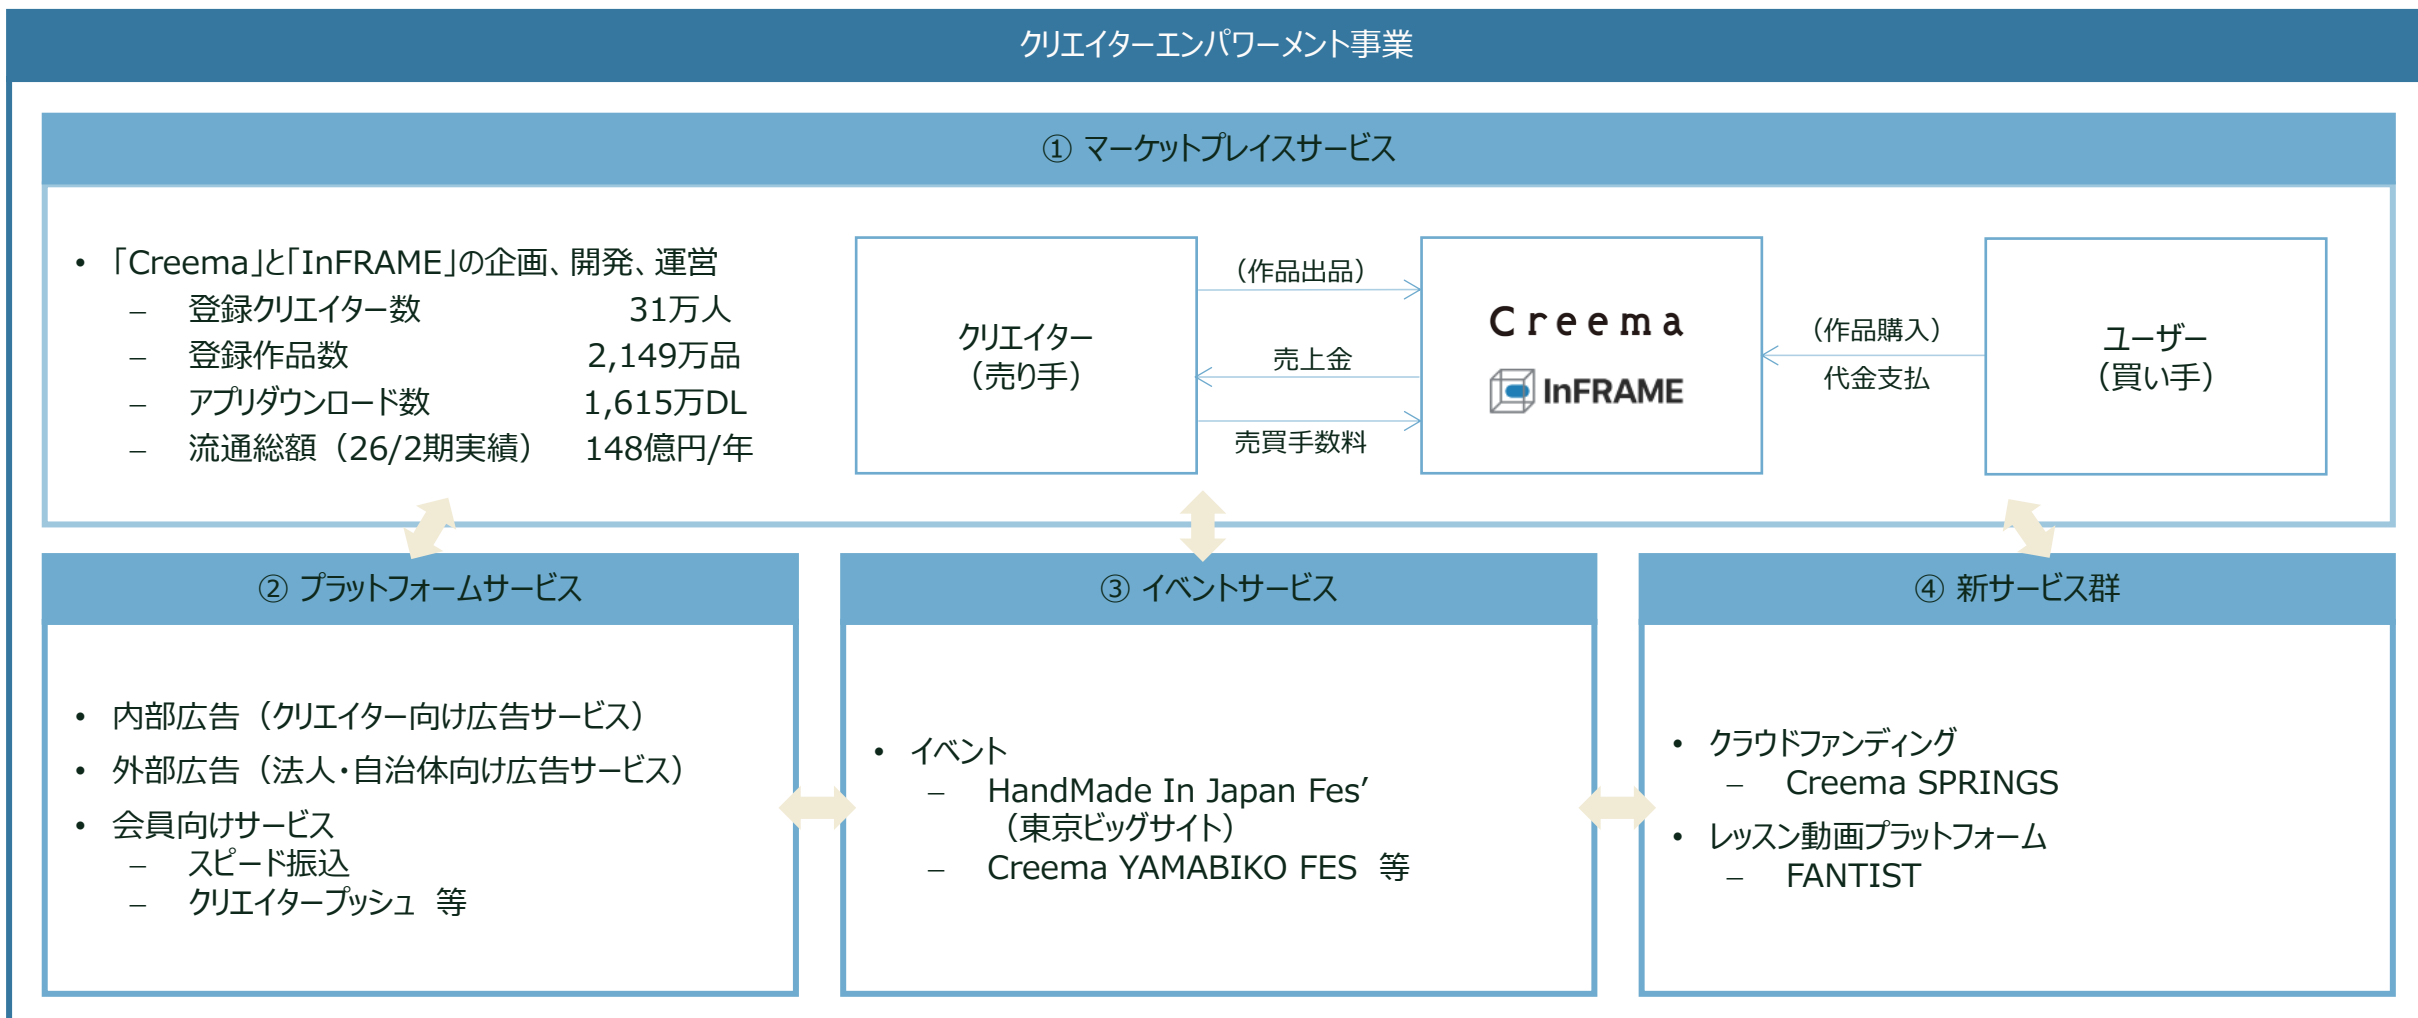 クリエイターエンパワーメント事業
① マーケットプレイスサービス
• 「Creema」と「InFRAME」の企画、開発、運営
– 登録クリエイター数 31万人
– 登録作品数 2,149万品
– アプリダウンロード数 1,615万DL
– 流通総額（26/2期実績） 148億円/年
クリエイター
（売り手）
（作品出品）
売上金
売買手数料
Creema
InFRAME
（作品購入）
代金支払
ユーザー
（買い手）
② プラットフォームサービス
• 内部広告（クリエイター向け広告サービス）
• 外部広告（法人・自治体向け広告サービス）
• 会員向けサービス
– スピード振込
– クリエイタープッシュ 等
③ イベントサービス
• イベント
– HandMade In Japan Fes’
（東京ビッグサイト）
– Creema YAMABIKO FES 等
④ 新サービス群
• クラウドファンディング
– Creema SPRINGS
• レッスン動画プラットフォーム
– FANTIST